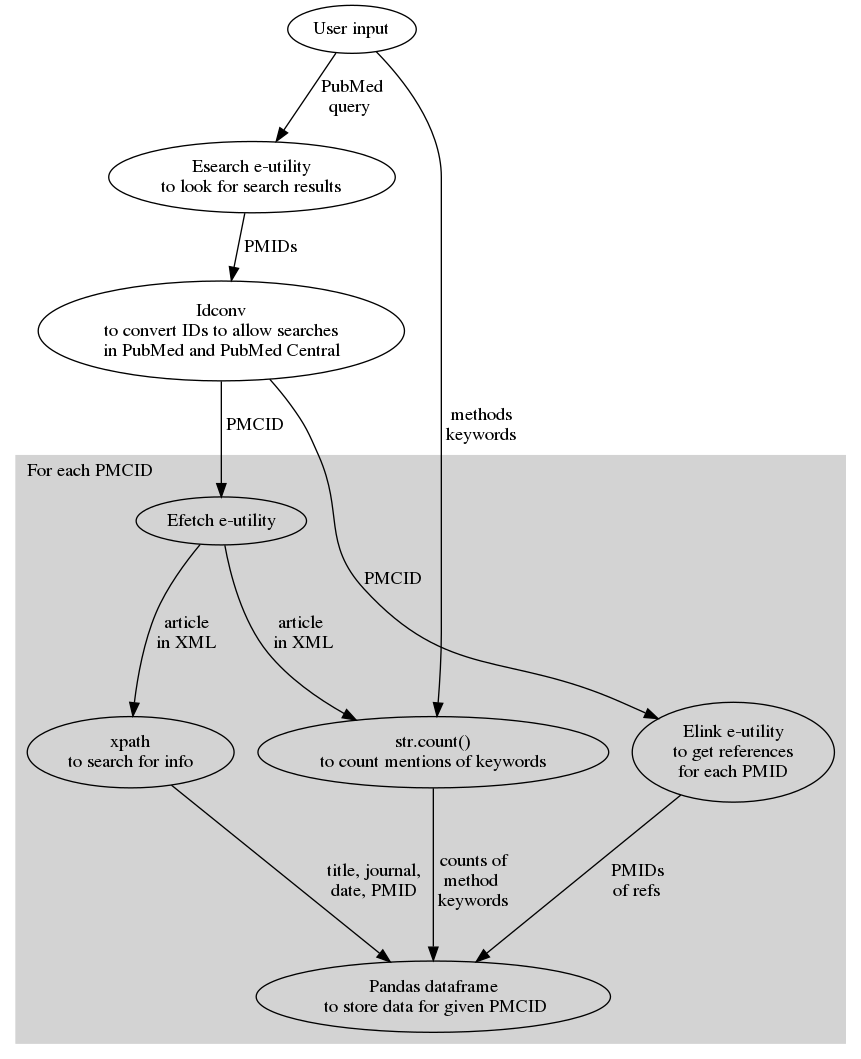 User input
PubMed
query
Esearch e-utility
to look for search results
PMIDs
Idconv
to convert IDs to allow searches
in PubMed and PubMed Central
PMCID
methods
keywords
For each PMCID
Efetch e-utility
PMCID
article
in XML
article
in XML
xpath
to search for info
str.count()
to count mentions of keywords
Elink e-utility
to get references
for each PMID
title, journal,
date, PMID
counts of
method
keywords
PMIDs
of refs
Pandas dataframe
to store data for given PMCID